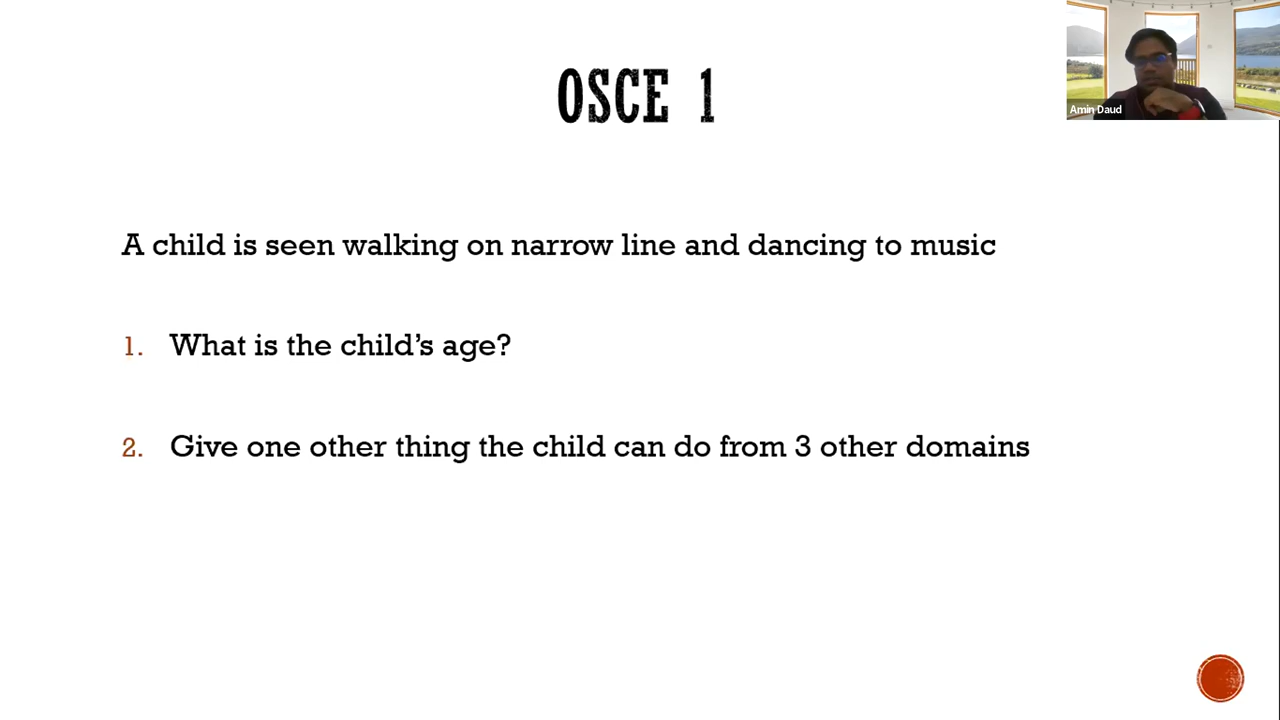 OSCE 1
Amin Daud
A child is seen walking on narrow line and dancing to music
1. What is the child's age?
2. Give one other thing the child can do from 3 other domains